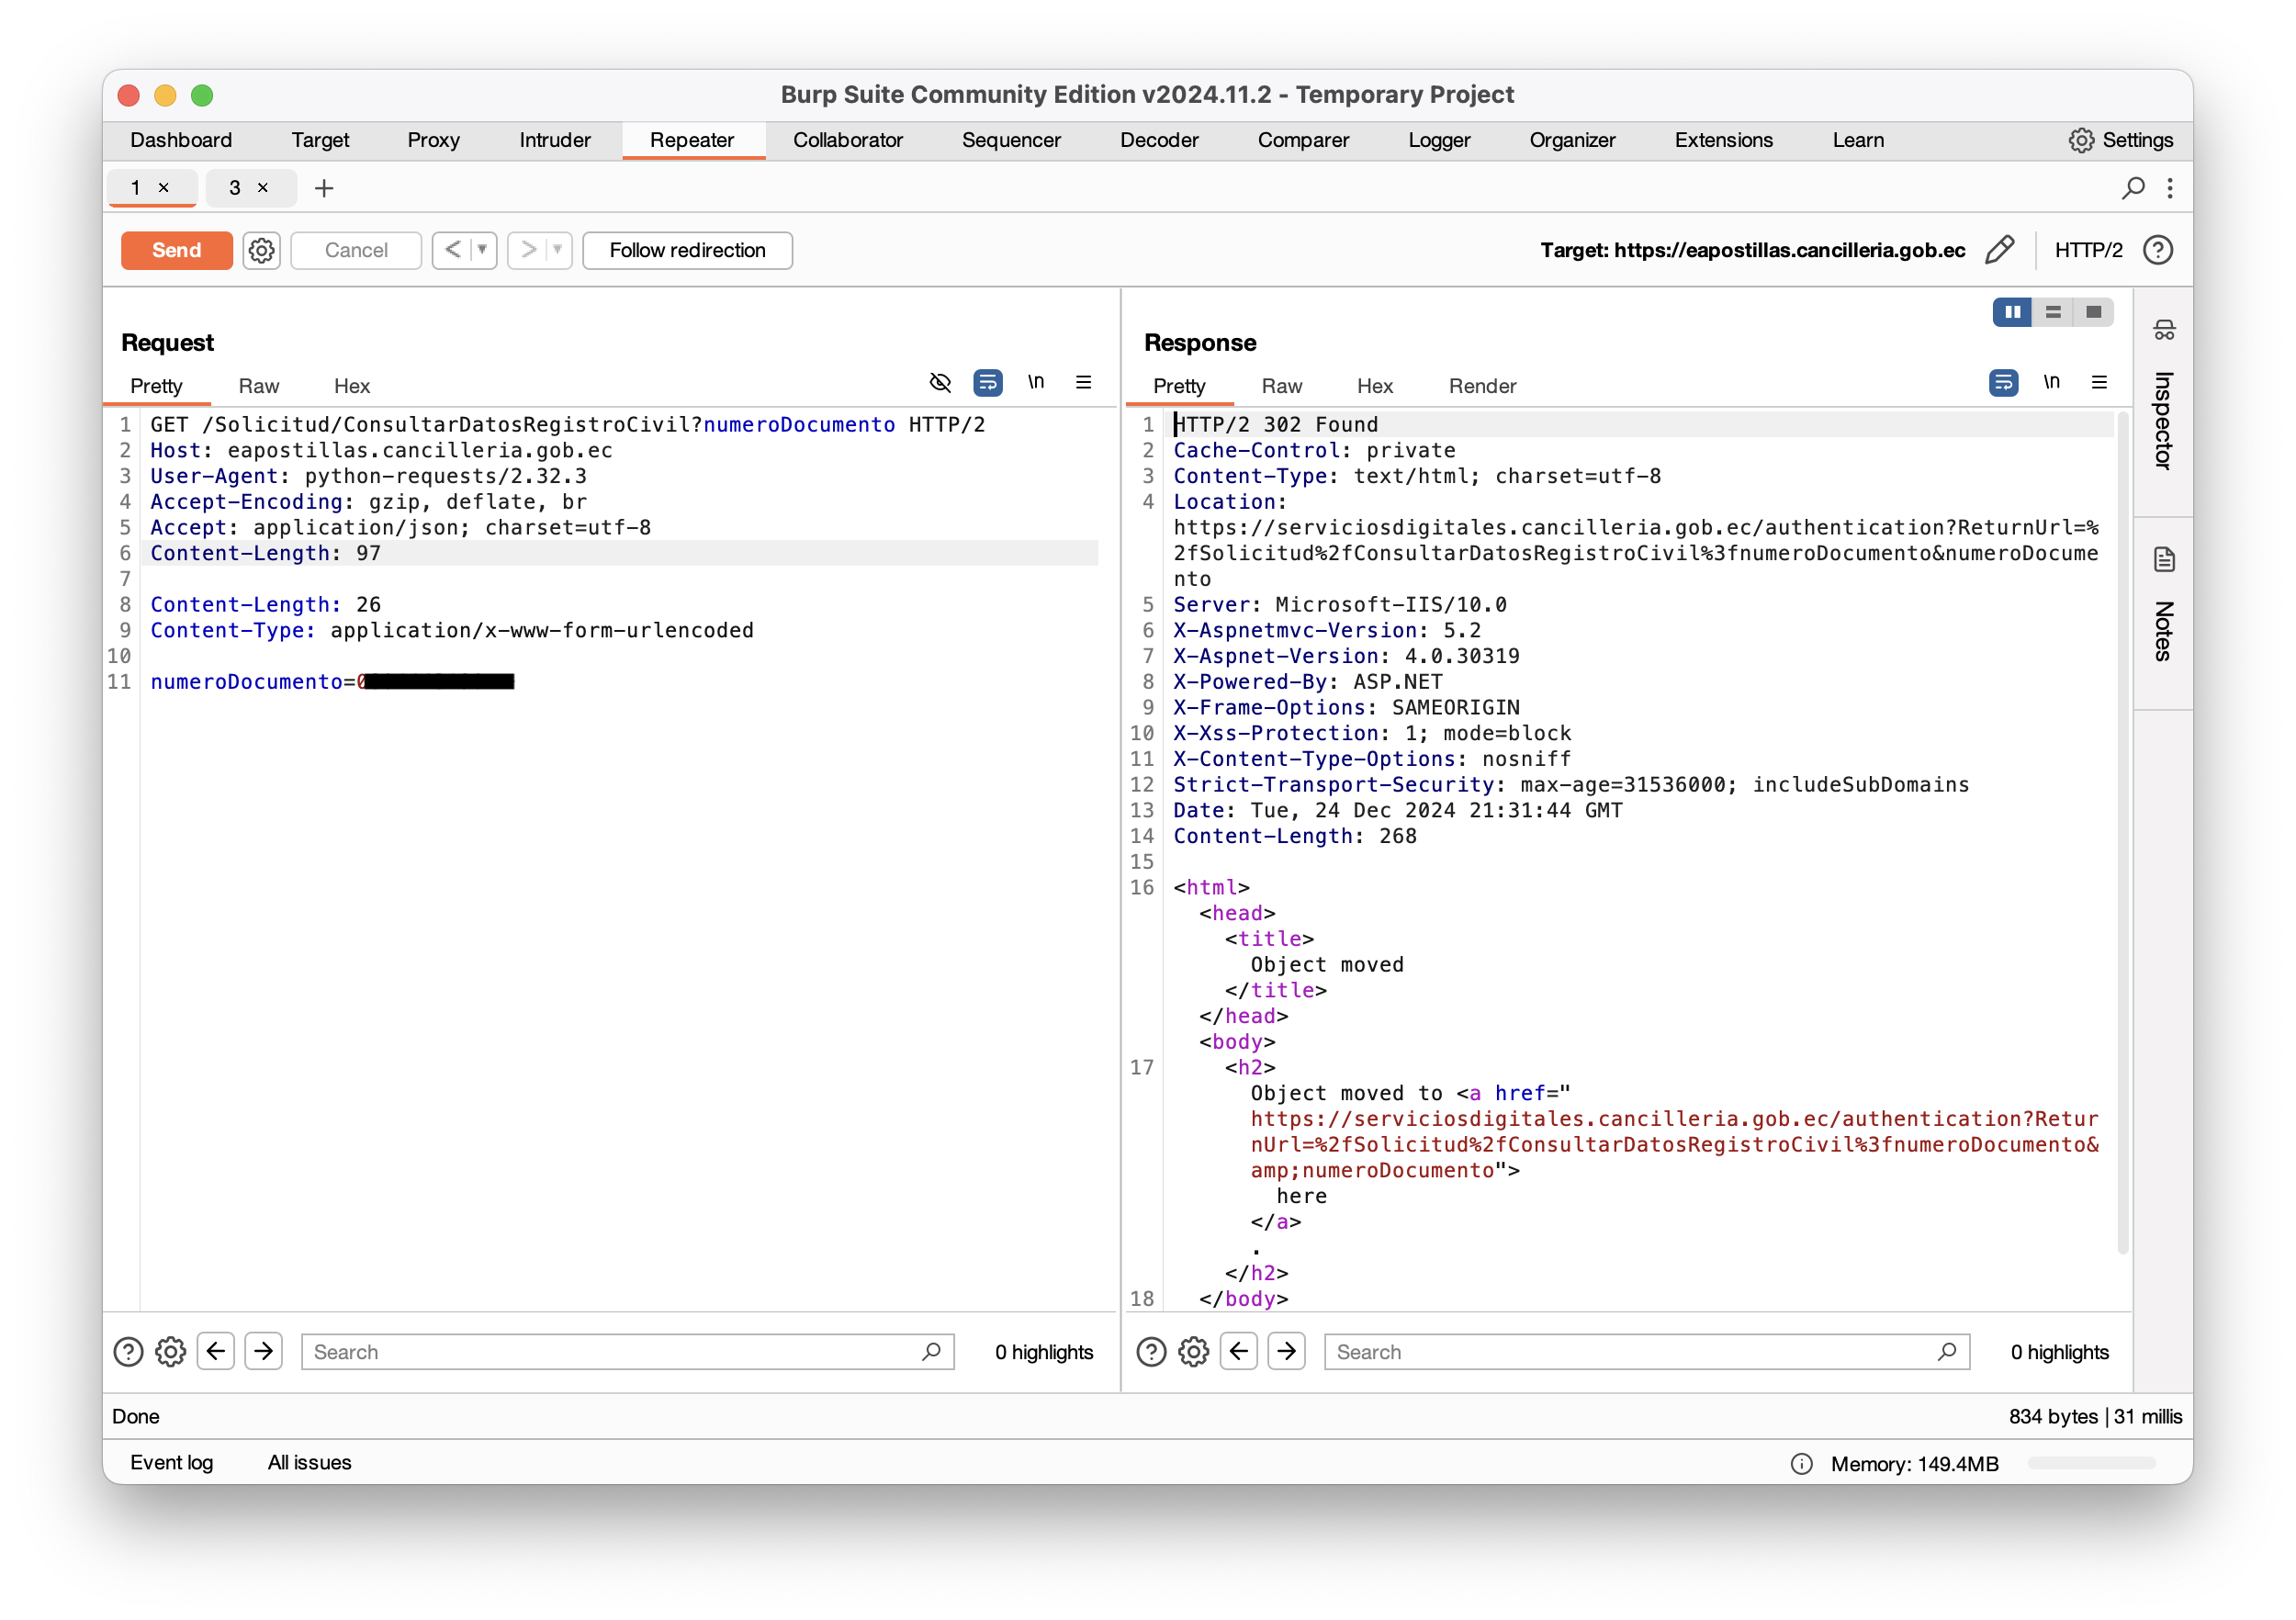 Burp Suite Community Edition v2024.11.2 - Temporary Project
Dashboard Target Proxy Intruder Repeater Collaborator Sequencer Decoder Comparer Logger Organizer Extensions Learn Settings
1 × 3 × +
Send Cancel < > Follow redirection Target: https://eapostillas.cancilleria.gob.ec HTTP/2
Request
Pretty Raw Hex \n
1 GET /Solicitud/ConsultarDatosRegistroCivil?numeroDocumento HTTP/2
2 Host: eapostillas.cancilleria.gob.ec
3 User-Agent: python-requests/2.32.3
4 Accept-Encoding: gzip, deflate, br
5 Accept: application/json; charset=utf-8
6 Content-Length: 97
7
8 Content-Length: 26
9 Content-Type: application/x-www-form-urlencoded
10
11 numeroDocumento=0
Search 0 highlights
Response
Pretty Raw Hex Render \n
1 HTTP/2 302 Found
2 Cache-Control: private
3 Content-Type: text/html; charset=utf-8
4 Location:
https://serviciosdigitales.cancilleria.gob.ec/authentication?ReturnUrl=%
2fSolicitud%2fConsultarDatosRegistroCivil%3fnumeroDocumento&numeroDocume
nto
5 Server: Microsoft-IIS/10.0
6 X-Aspnetmvc-Version: 5.2
7 X-Aspnet-Version: 4.0.30319
8 X-Powered-By: ASP.NET
9 X-Frame-Options: SAMEORIGIN
10 X-Xss-Protection: 1; mode=block
11 X-Content-Type-Options: nosniff
12 Strict-Transport-Security: max-age=31536000; includeSubDomains
13 Date: Tue, 24 Dec 2024 21:31:44 GMT
14 Content-Length: 268
15
16 <html>
<head>
<title>
Object moved
</title>
</head>
<body>
17 <h2>
Object moved to <a href="
https://serviciosdigitales.cancilleria.gob.ec/authentication?Retur
nUrl=%2fSolicitud%2fConsultarDatosRegistroCivil%3fnumeroDocumento&
amp;numeroDocumento">
here
</a>
.
</h2>
18 </body>
Search 0 highlights
Inspector
Notes
Done 834 bytes | 31 millis
Event log All issues Memory: 149.4MB